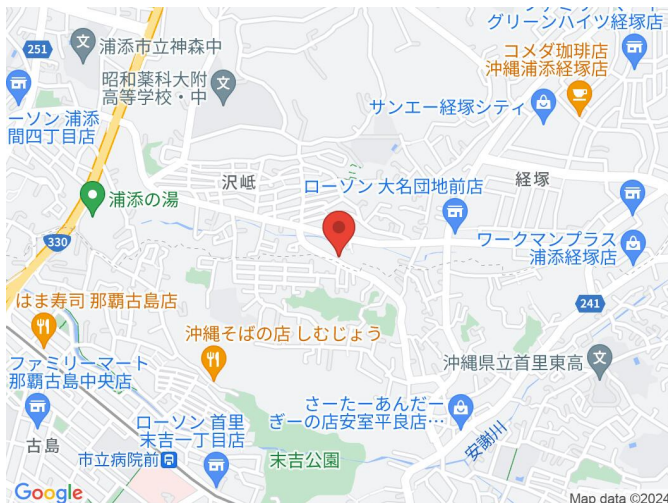 ファミリーマート
グリーンハイツ経塚店
251
浦添市立神森中
コメダ珈琲店
沖縄浦添経塚店
昭和薬科大附
高等学校・中
ーソン 浦添
間四丁目店
サンエー経塚シティ
沢岻
経塚
ローソン 大名団地前店
浦添の湯
330
ワークマンプラス
浦添経塚店
はま寿司 那覇古島店
241
沖縄そばの店 しむじょう
ファミリーマート
那覇古島中央店
沖縄県立首里東高
さーたーあんだー
ぎーの店安室平良店…
ローソン 首里
末吉一丁目店
古島
安謝川
市立病院前
末吉公園
Google
Map data ©2024